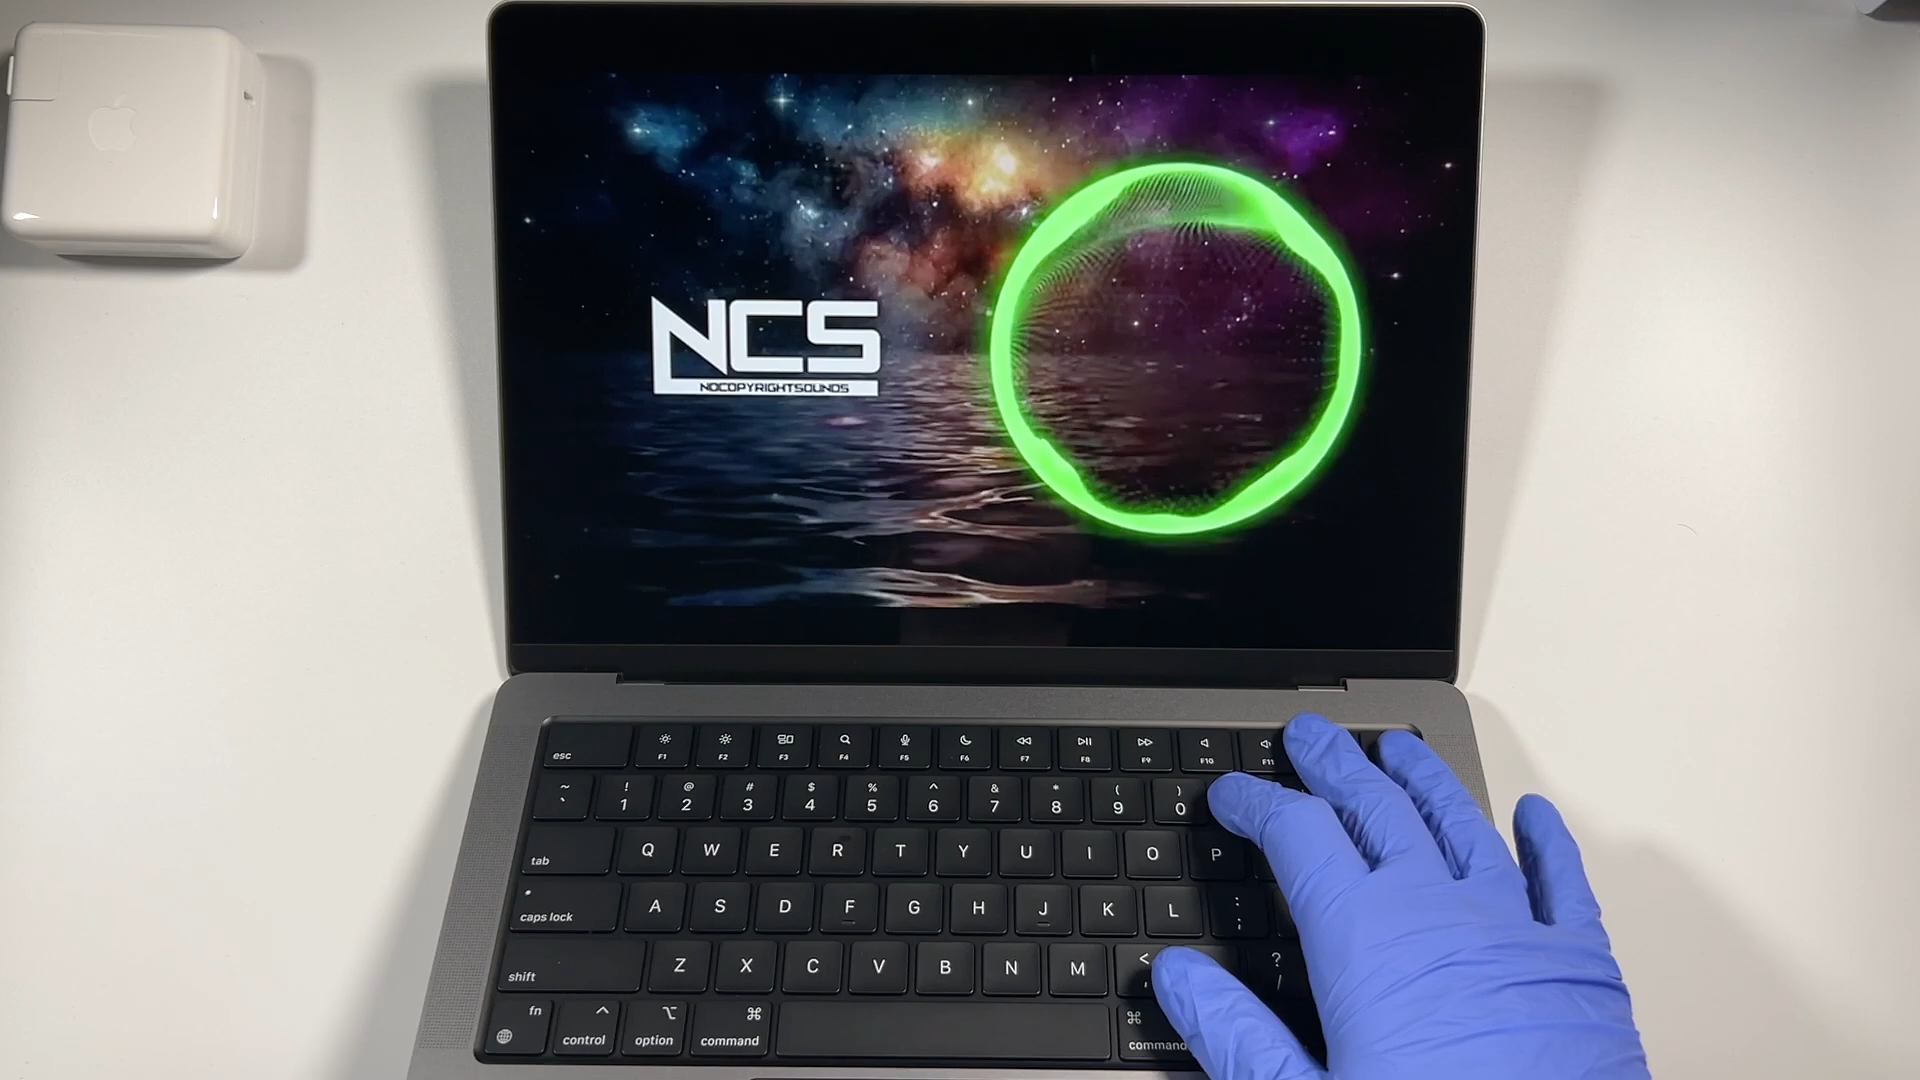 NCS
NOCOPYRIGHTSOUNDS
esc F1 F2 F3 F4 F5 F6 F7 F8 F9 F10 F11
~ ! @ # $ % ^ & * ( )
` 1 2 3 4 5 6 7 8 9 0
tab Q W E R T Y U I O P
caps lock A S D F G H J K L : ;
shift Z X C V B N M < , ? /
fn control option command command